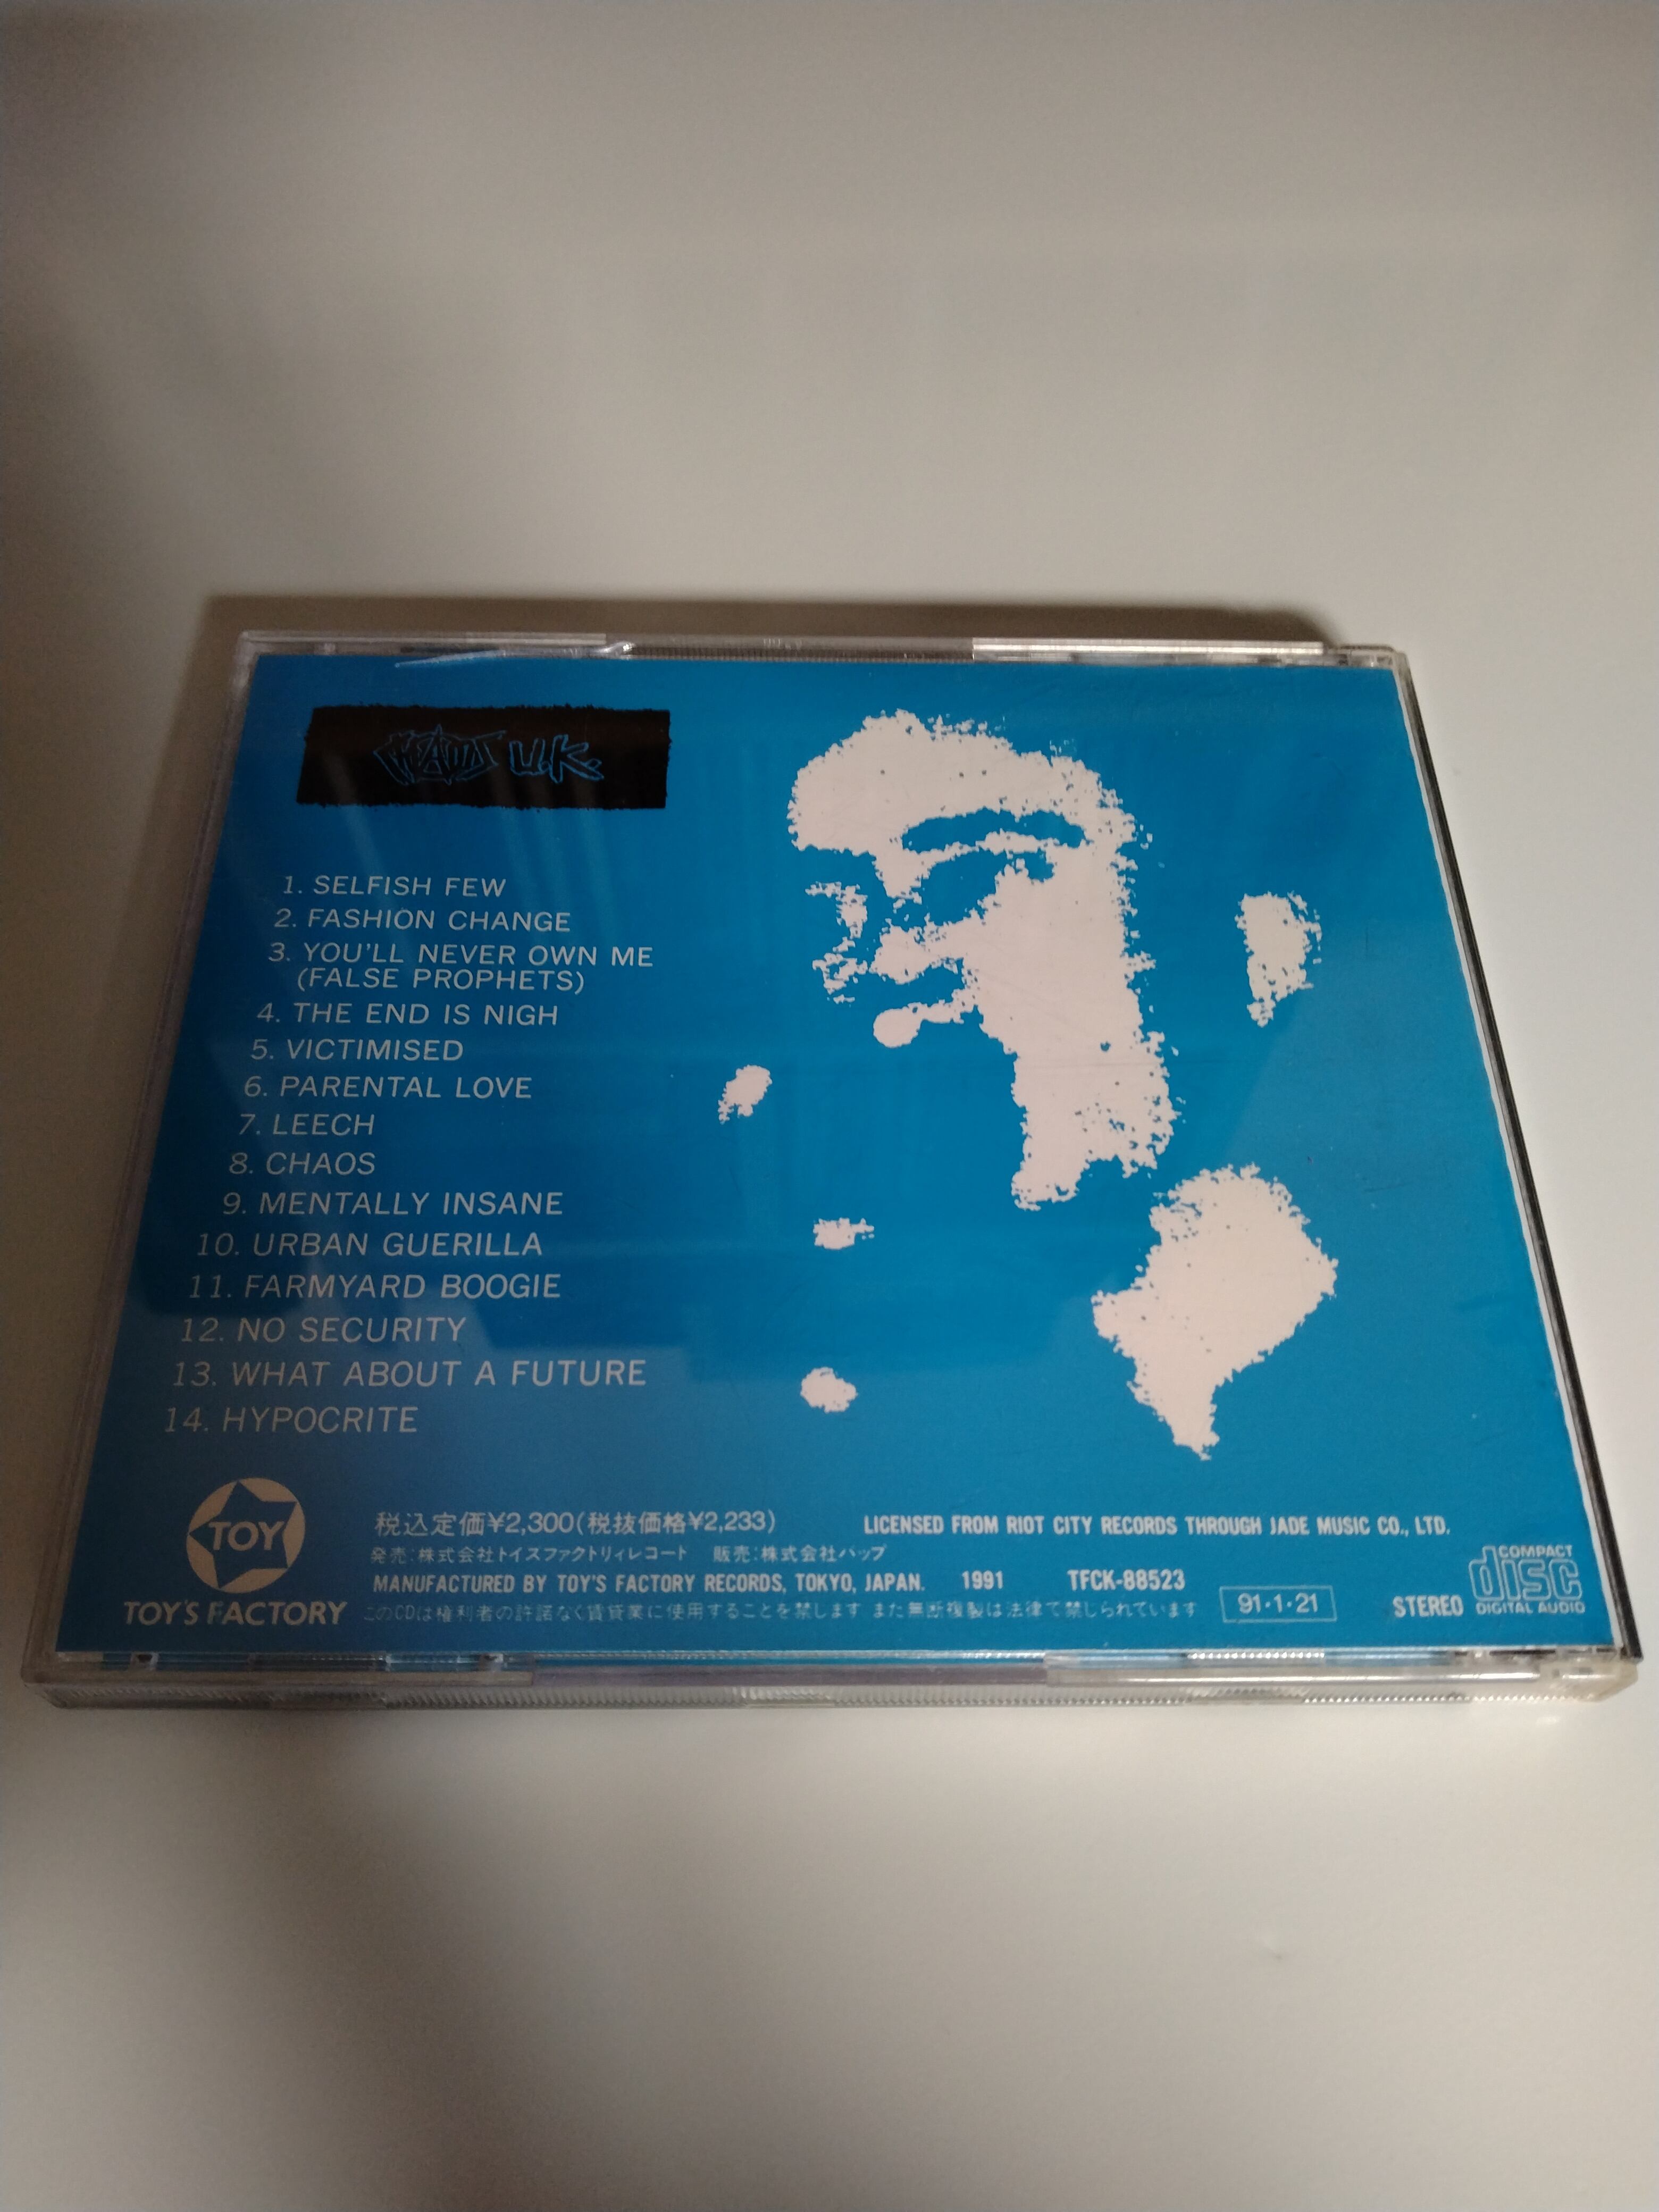 CHAOS U.K.
1. SELFISH FEW
2. FASHION CHANGE
3. YOU'LL NEVER OWN ME
(FALSE PROPHETS)
4. THE END IS NIGH
5. VICTIMISED
6. PARENTAL LOVE
7. LEECH
8. CHAOS
9. MENTALLY INSANE
10. URBAN GUERILLA
11. FARMYARD BOOGIE
12. NO SECURITY
13. WHAT ABOUT A FUTURE
14. HYPOCRITE
TOY
TOY'S FACTORY
税込定価¥2,300(税抜価格¥2,233)
発売:株式会社トイズファクトリィレコード 販売:株式会社バップ
MANUFACTURED BY TOY'S FACTORY RECORDS, TOKYO, JAPAN. 1991 TFCK-88523
このCDは権利者の許諾なく賃貸業に使用することを禁じます また無断複製は法律で禁じられています
91・1・21
LICENSED FROM RIOT CITY RECORDS THROUGH JADE MUSIC CO., LTD.
STEREO
COMPACT
disc
DIGITAL AUDIO